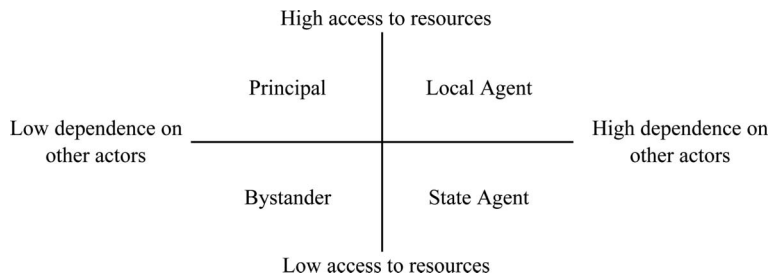 High access to resources
Principal
Local Agent
Low dependence on
other actors
High dependence on
other actors
Bystander
State Agent
Low access to resources